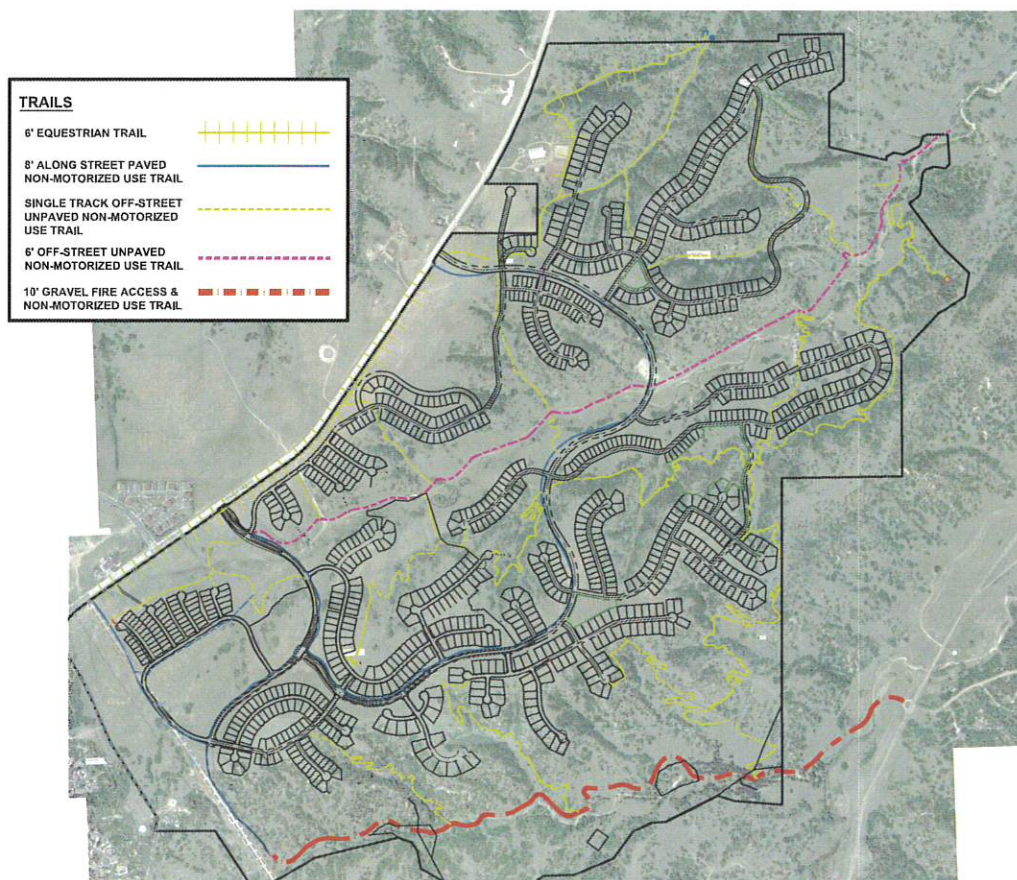 TRAILS
6' EQUESTRIAN TRAIL
8' ALONG STREET PAVED
NON-MOTORIZED USE TRAIL
SINGLE TRACK OFF-STREET
UNPAVED NON-MOTORIZED
USE TRAIL
6' OFF-STREET UNPAVED
NON-MOTORIZED USE TRAIL
10' GRAVEL FIRE ACCESS &
NON-MOTORIZED USE TRAIL